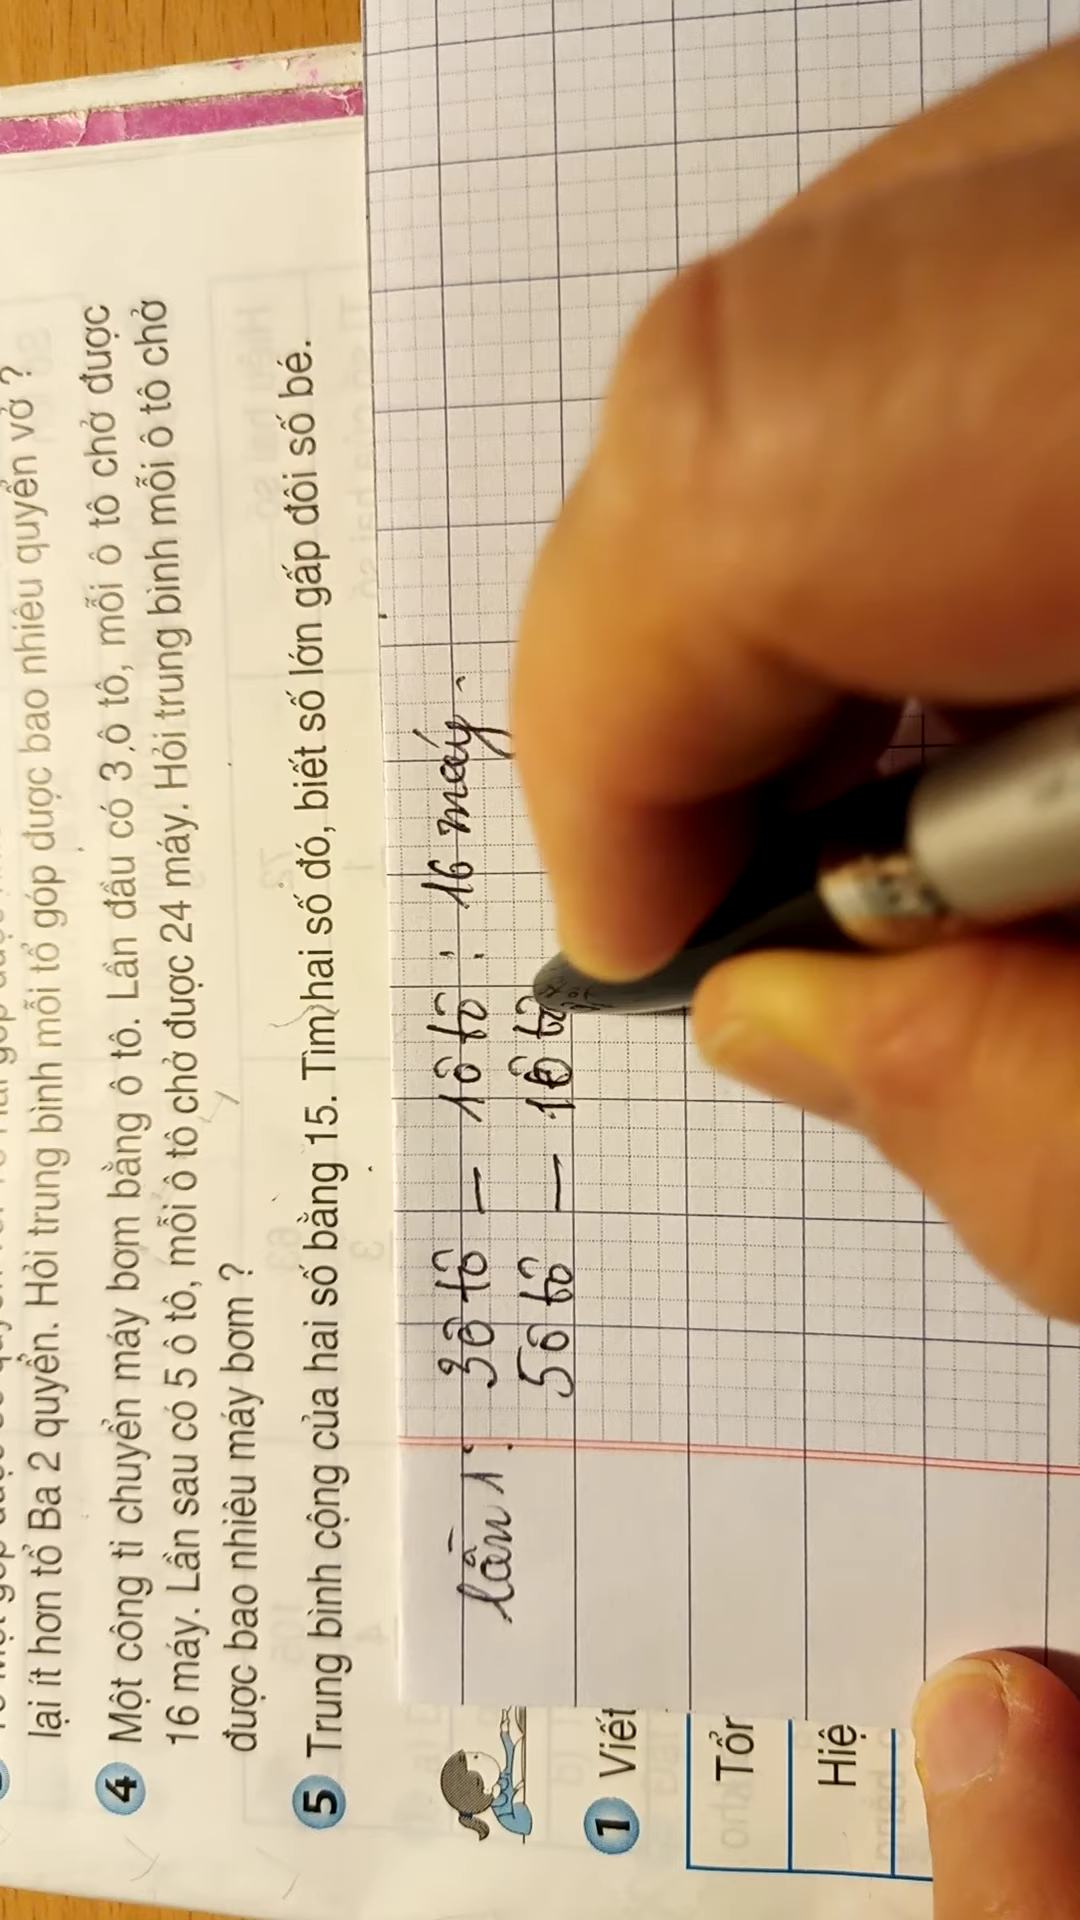 lại ít hơn tổ Ba 2 quyển. Hỏi trung bình mỗi tổ góp được bao nhiêu quyển vở ?
4 Một công ti chuyển máy bơm bằng ô tô. Lần đầu có 3 ô tô, mỗi ô tô chở được
16 máy. Lần sau có 5 ô tô, mỗi ô tô chở được 24 máy. Hỏi trung bình mỗi ô tô chở
được bao nhiêu máy bơm ?
5 Trung bình cộng của hai số bằng 15. Tìm hai số đó, biết số lớn gấp đôi số bé.
lần 1: 3 ô tô — 1 ô tô : 16 máy.
5 ô tô — 1 ô tô
1 Viết
Tổn
Hiệ